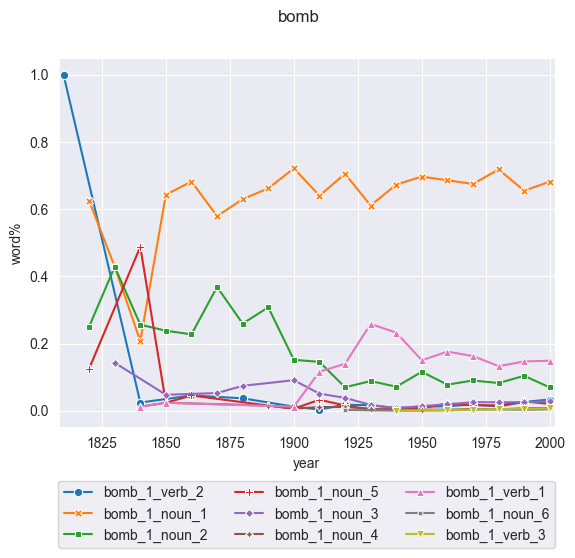 bomb
1.0
0.8
0.6
0.4
0.2
0.0
word%
1825 1850 1875 1900 1925 1950 1975 2000
year
bomb_1_verb_2 bomb_1_noun_5 bomb_1_verb_1
bomb_1_noun_1 bomb_1_noun_3 bomb_1_noun_6
bomb_1_noun_2 bomb_1_noun_4 bomb_1_verb_3